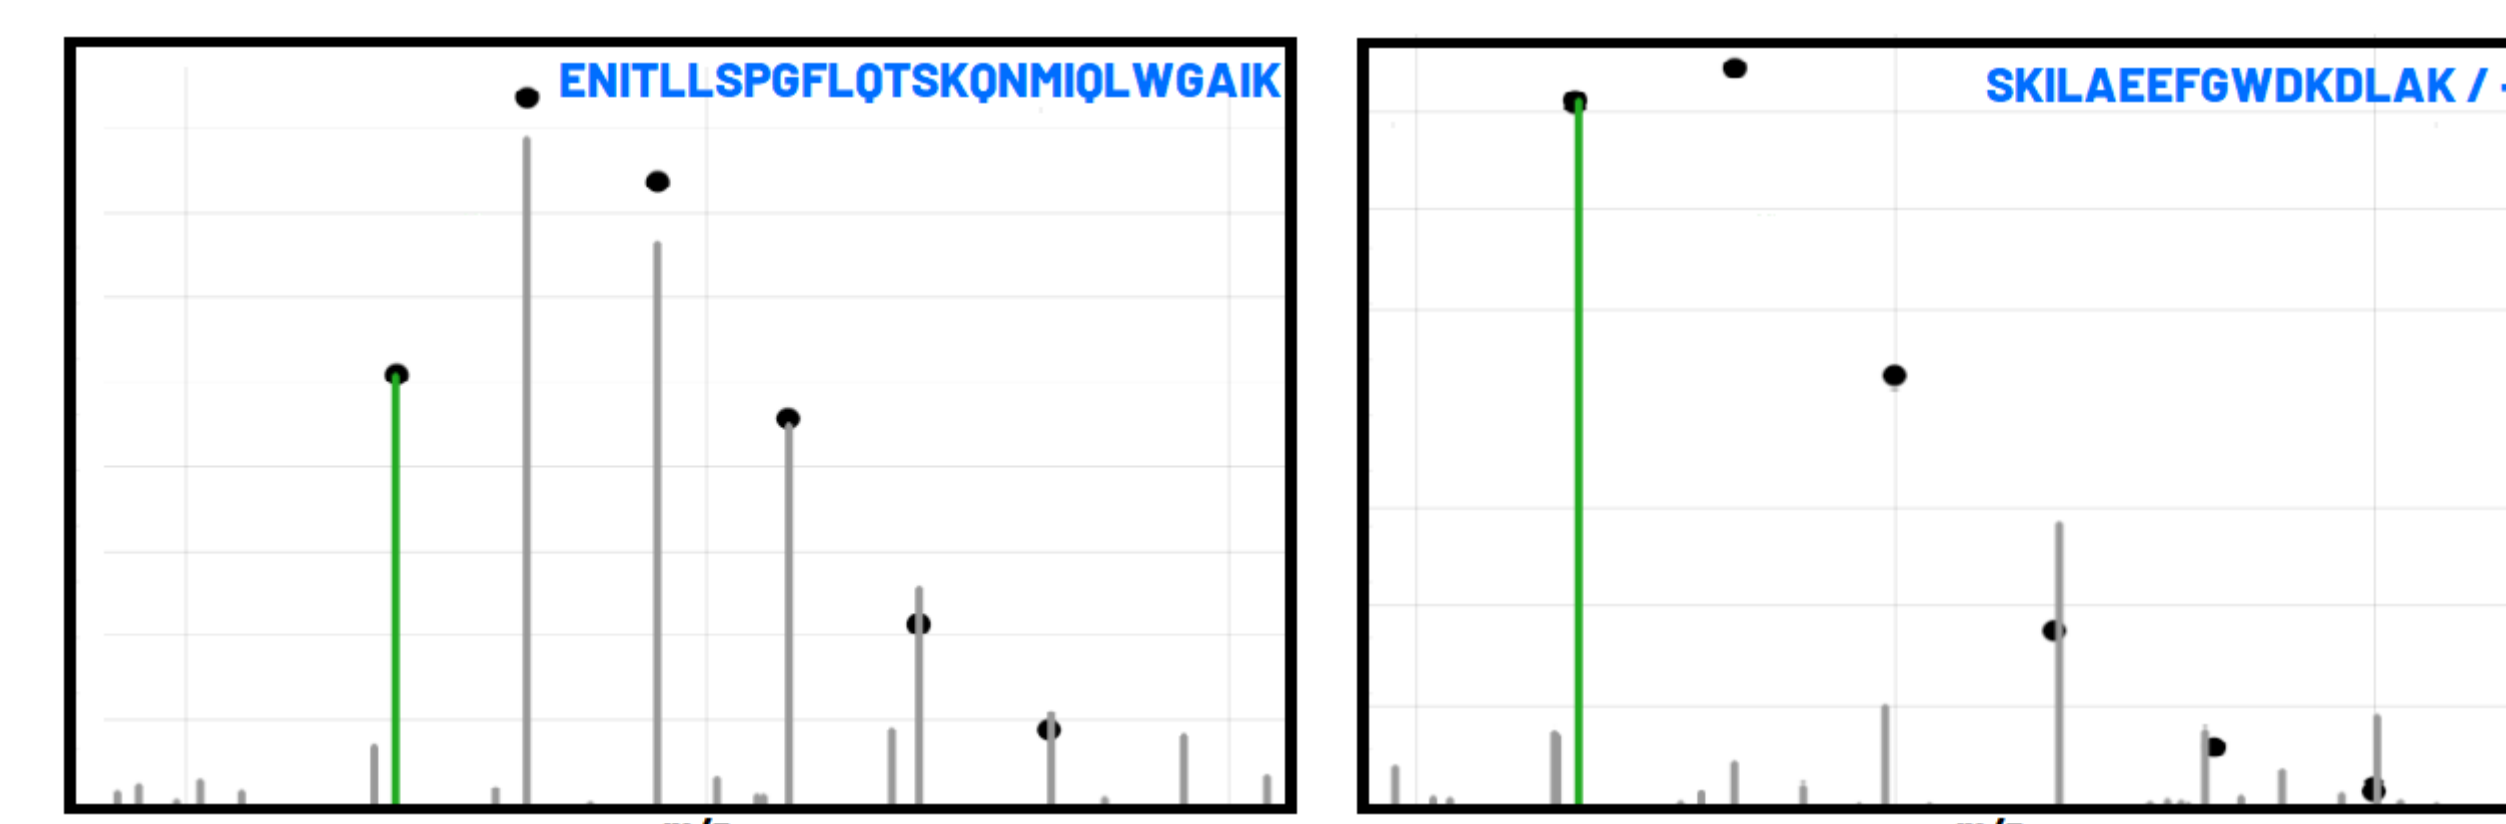 ENITLLSPGFLQTSKQNMIQLWGAIK
SKILAEEFGWDKDLAK / -